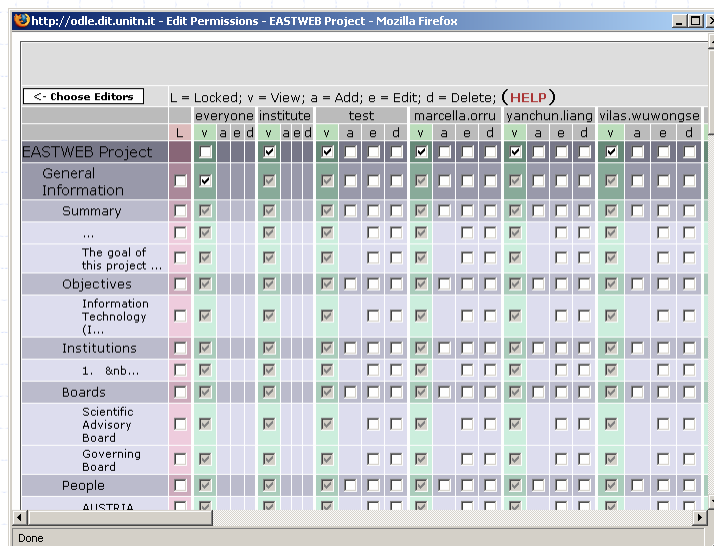 http://odle.dit.unitn.it - Edit Permissions - EASTWEB Project - Mozilla Firefox
<- Choose Editors
L = Locked; v = View; a = Add; e = Edit; d = Delete; (HELP)
everyone institute test marcella.orru yanchun.liang vilas.wuwongse
L v a e d v a e d v a e d v a e d v a e d v a e d
EASTWEB Project
General
Information
Summary
...
The goal of
this project ...
Objectives
Information
Technology
(I...
Institutions
1. &nb...
Boards
Scientific
Advisory
Board
Governing
Board
People
AUSTRIA
Done